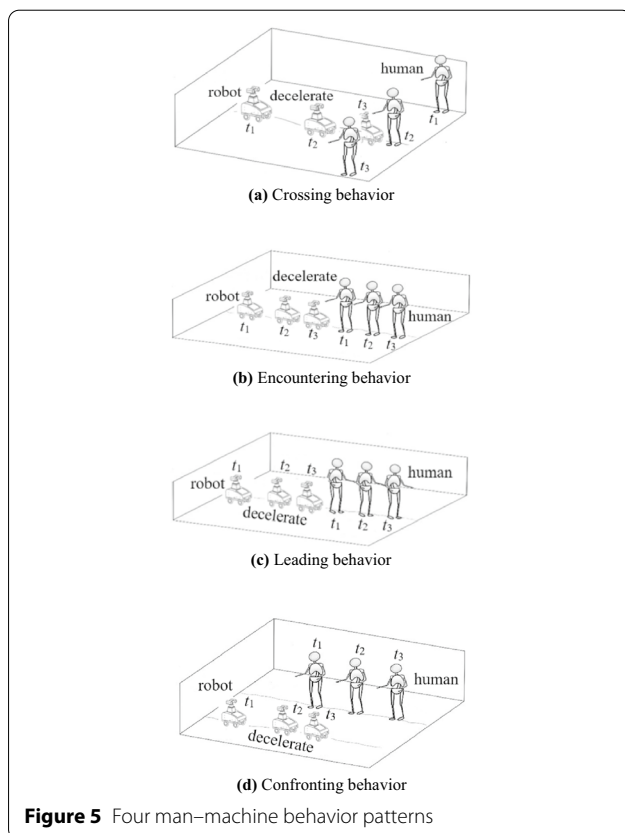 human
robot
decelerate
t3
t1
t2
t1
t2
t3
(a) Crossing behavior
decelerate
robot
human
t1
t2
t3
t1
t2
t3
(b) Encountering behavior
t1
t2
t3
human
robot
decelerate
t1
t2
t3
(c) Leading behavior
t1
t2
t3
robot
human
t1
t2
t3
decelerate
(d) Confronting behavior
Figure 5 Four man–machine behavior patterns